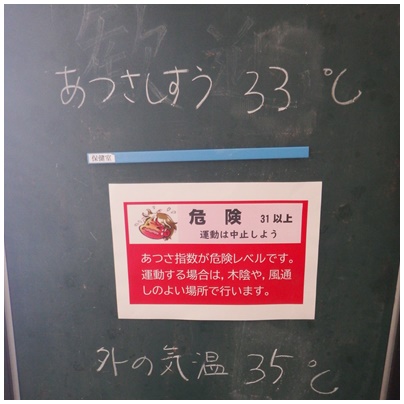 あつさしすう 33℃
保健室
危険 31以上
運動は中止しよう
あつさ指数が危険レベルです。
運動する場合は,木陰や,風通
しのよい場所で行います。
外の気温 35℃